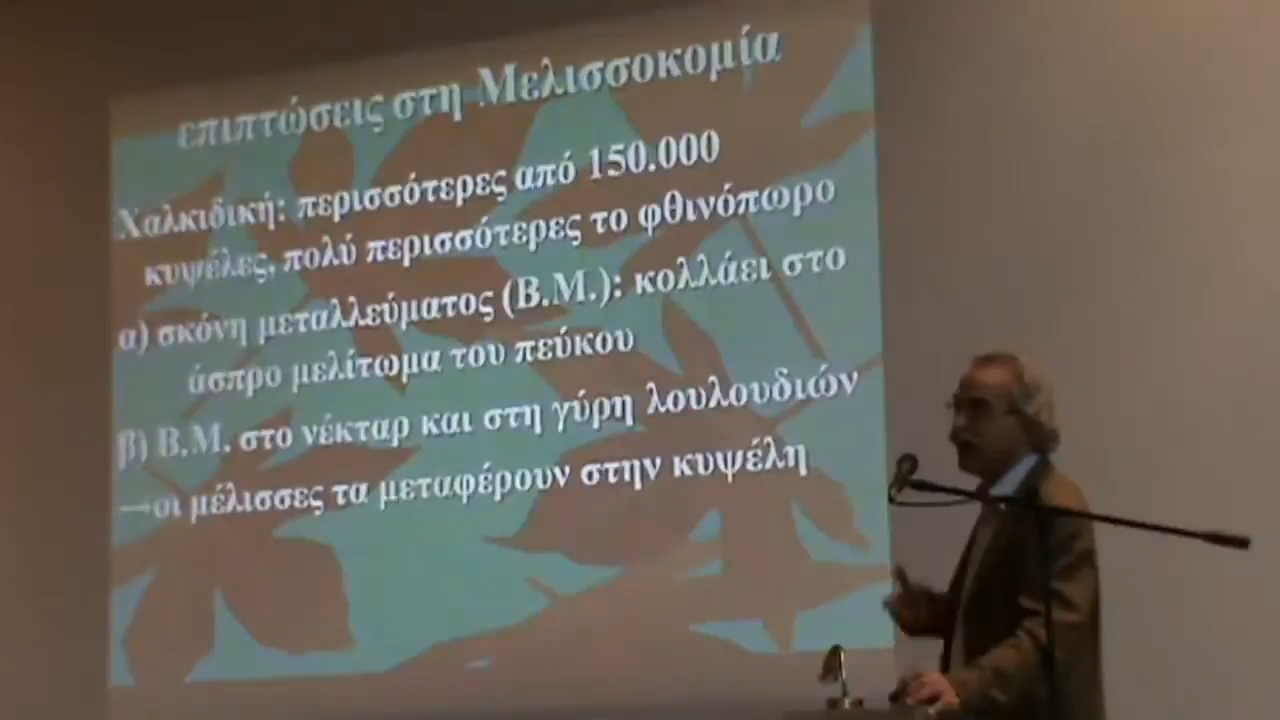 επιπτώσεις στη Μελισσοκομία
Χαλκιδική: περισσότερες από 150.000
κυψέλες, πολύ περισσότερες το φθινόπωρο
α) σκόνη μεταλλεύματος (Β.Μ.): κολλάει στο
άσπρο μελίτωμα του πεύκου
β) Β.Μ. στο νέκταρ και στη γύρη λουλουδιών
→οι μέλισσες τα μεταφέρουν στην κυψέλη